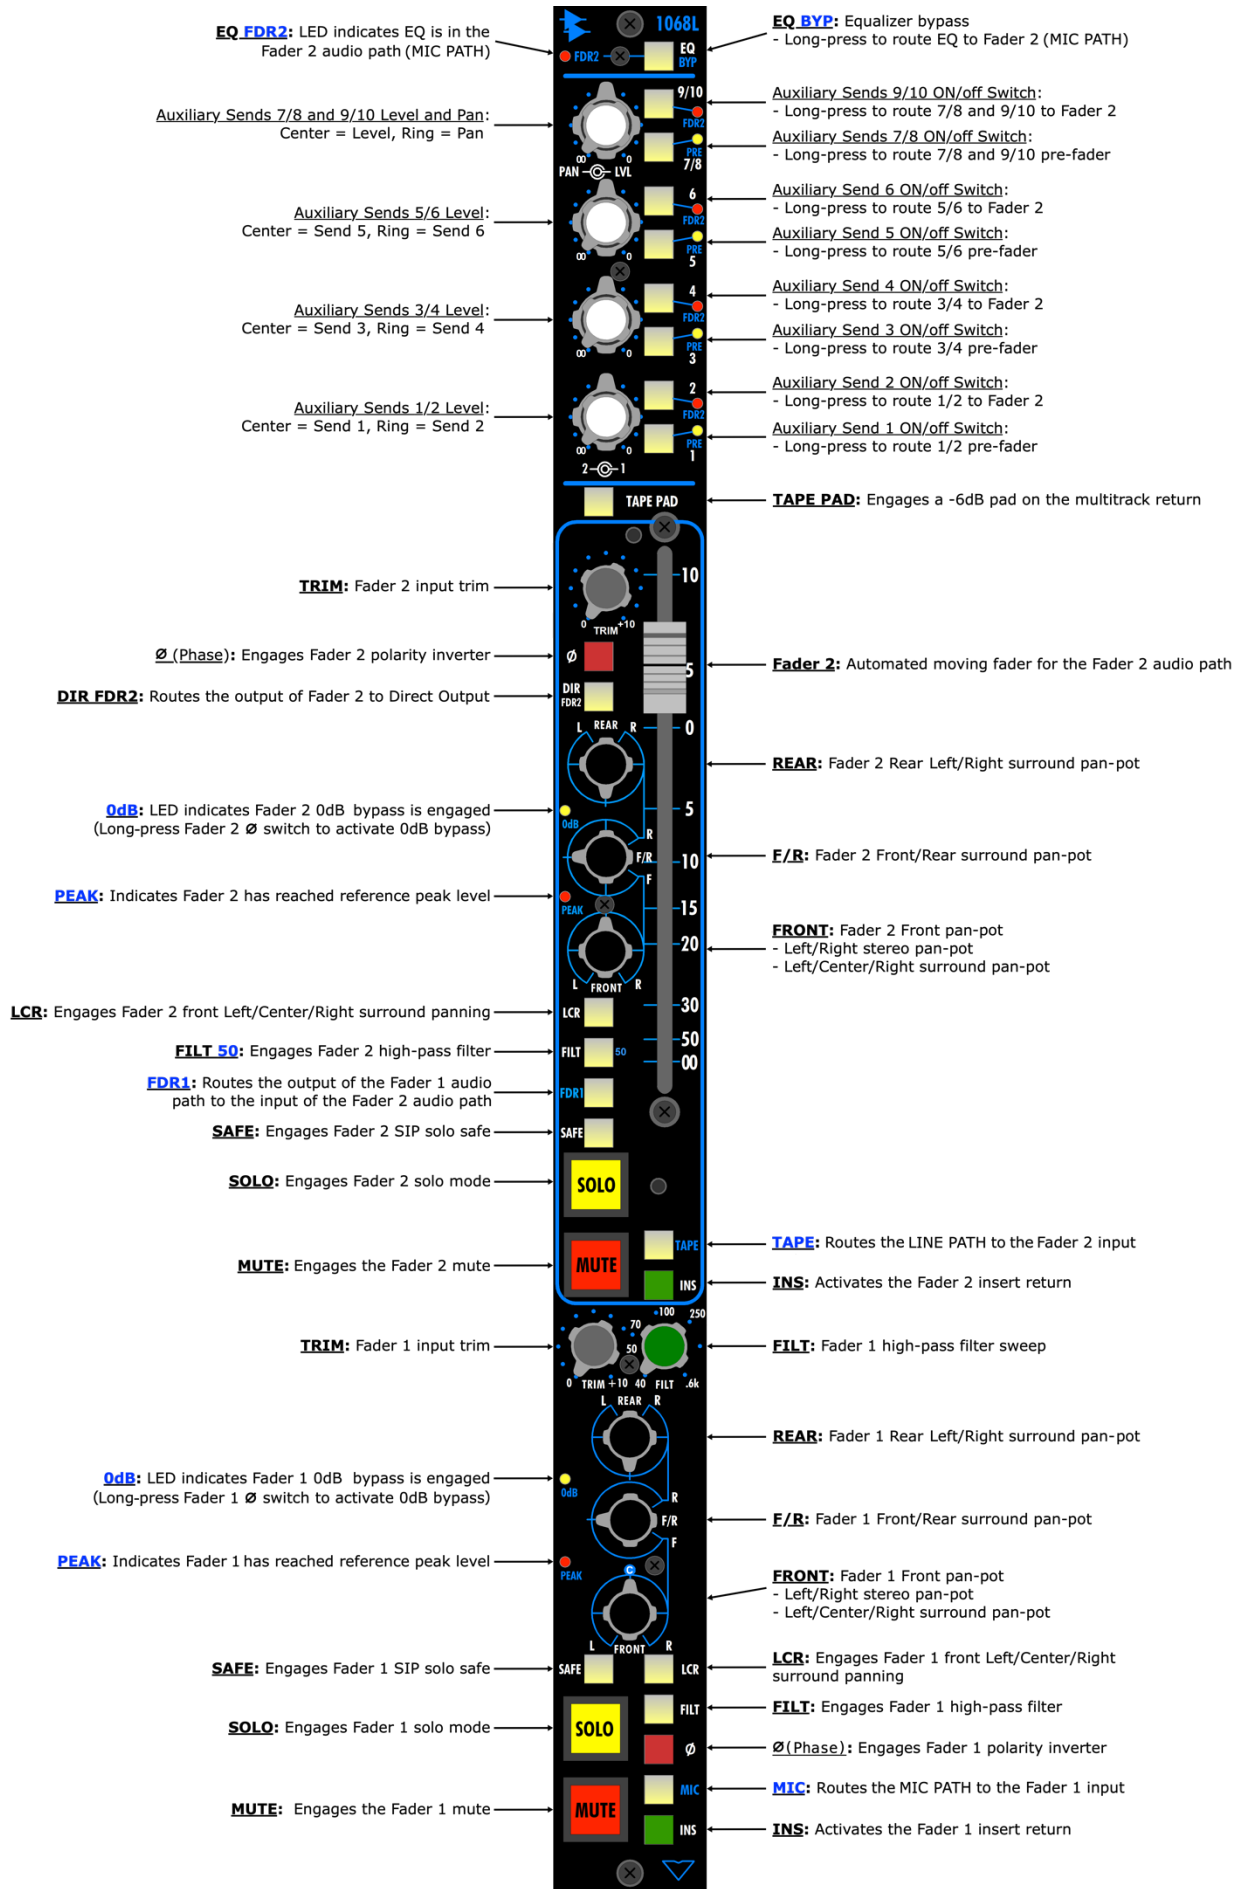 EQ FDR2: LED indicates EQ is in the
Fader 2 audio path (MIC PATH)
1068L
FDR2
EQ
BYP
EQ BYP: Equalizer bypass
- Long-press to route EQ to Fader 2 (MIC PATH)
Auxiliary Sends 7/8 and 9/10 Level and Pan:
Center = Level, Ring = Pan
9/10
FDR2
PRE
7/8
∞
0
PAN
LVL
Auxiliary Sends 9/10 ON/off Switch:
- Long-press to route 7/8 and 9/10 to Fader 2
Auxiliary Sends 7/8 ON/off Switch:
- Long-press to route 7/8 and 9/10 pre-fader
Auxiliary Sends 5/6 Level:
Center = Send 5, Ring = Send 6
6
FDR2
PRE
5
∞
0
Auxiliary Send 6 ON/off Switch:
- Long-press to route 5/6 to Fader 2
Auxiliary Send 5 ON/off Switch:
- Long-press to route 5/6 pre-fader
Auxiliary Sends 3/4 Level:
Center = Send 3, Ring = Send 4
4
FDR2
PRE
3
∞
0
Auxiliary Send 4 ON/off Switch:
- Long-press to route 3/4 to Fader 2
Auxiliary Send 3 ON/off Switch:
- Long-press to route 3/4 pre-fader
Auxiliary Sends 1/2 Level:
Center = Send 1, Ring = Send 2
2
FDR2
PRE
1
∞
0
2
1
Auxiliary Send 2 ON/off Switch:
- Long-press to route 1/2 to Fader 2
Auxiliary Send 1 ON/off Switch:
- Long-press to route 1/2 pre-fader
TAPE PAD
TAPE PAD: Engages a -6dB pad on the multitrack return
TRIM: Fader 2 input trim
0
TRIM
+10
10
Ø (Phase): Engages Fader 2 polarity inverter
Ø
5
Fader 2: Automated moving fader for the Fader 2 audio path
DIR FDR2: Routes the output of Fader 2 to Direct Output
DIR
FDR2
L
REAR
R
0
REAR: Fader 2 Rear Left/Right surround pan-pot
0dB: LED indicates Fader 2 0dB bypass is engaged
(Long-press Fader 2 Ø switch to activate 0dB bypass)
0dB
5
R
F/R
F
10
F/R: Fader 2 Front/Rear surround pan-pot
PEAK: Indicates Fader 2 has reached reference peak level
PEAK
15
20
L
FRONT
R
FRONT: Fader 2 Front pan-pot
- Left/Right stereo pan-pot
- Left/Center/Right surround pan-pot
LCR: Engages Fader 2 front Left/Center/Right surround panning
LCR
30
FILT 50: Engages Fader 2 high-pass filter
FILT
50
50
∞
FDR1: Routes the output of the Fader 1 audio
path to the input of the Fader 2 audio path
FDR1
SAFE: Engages Fader 2 SIP solo safe
SAFE
SOLO: Engages Fader 2 solo mode
SOLO
MUTE: Engages the Fader 2 mute
MUTE
TAPE
TAPE: Routes the LINE PATH to the Fader 2 input
INS
INS: Activates the Fader 2 insert return
TRIM: Fader 1 input trim
0
TRIM
+10
40
50
70
100
250
.6k
FILT
FILT: Fader 1 high-pass filter sweep
L
REAR
R
REAR: Fader 1 Rear Left/Right surround pan-pot
0dB: LED indicates Fader 1 0dB bypass is engaged
(Long-press Fader 1 Ø switch to activate 0dB bypass)
0dB
R
F/R
F
F/R: Fader 1 Front/Rear surround pan-pot
PEAK: Indicates Fader 1 has reached reference peak level
PEAK
C
L
FRONT
R
FRONT: Fader 1 Front pan-pot
- Left/Right stereo pan-pot
- Left/Center/Right surround pan-pot
SAFE: Engages Fader 1 SIP solo safe
SAFE
LCR
LCR: Engages Fader 1 front Left/Center/Right
surround panning
SOLO: Engages Fader 1 solo mode
SOLO
FILT
FILT: Engages Fader 1 high-pass filter
Ø
Ø(Phase): Engages Fader 1 polarity inverter
MUTE: Engages the Fader 1 mute
MUTE
MIC
MIC: Routes the MIC PATH to the Fader 1 input
INS
INS: Activates the Fader 1 insert return